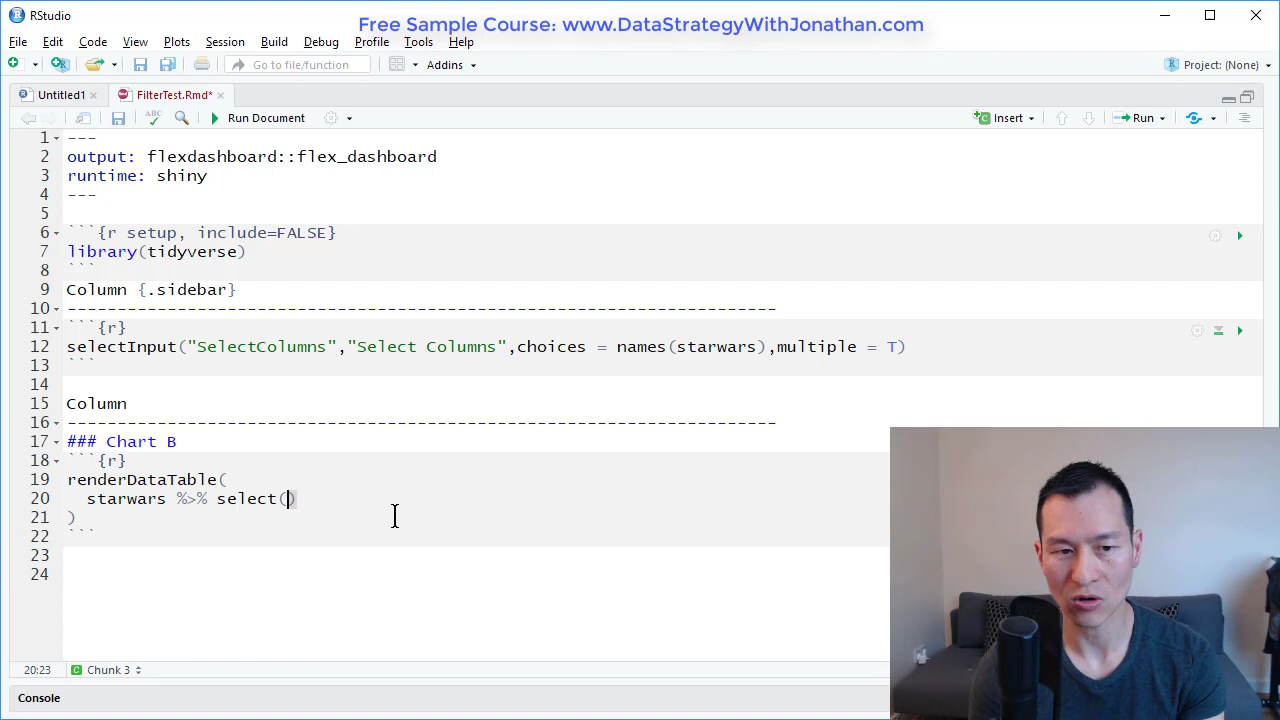 RStudio
Free Sample Course: www.DataStrategyWithJonathan.com
File Edit Code View Plots Session Build Debug Profile Tools Help
Go to file/function Addins Project: (None)
Untitled1 FilterTest.Rmd*
ABC Run Document Insert Run
1 ---
2 output: flexdashboard::flex_dashboard
3 runtime: shiny
4 ---
5
6 ```{r setup, include=FALSE}
7 library(tidyverse)
8 ```
9 Column {.sidebar}
10 -------------------------------------------------------------------------
11 ```{r}
12 selectInput("SelectColumns","Select Columns",choices = names(starwars),multiple = T)
13 ```
14
15 Column
16 -------------------------------------------------------------------------
17 ### Chart B
18 ```{r}
19 renderDataTable(
20 starwars %>% select()
21 )
22 ```
23
24
20:23 Chunk 3
Console